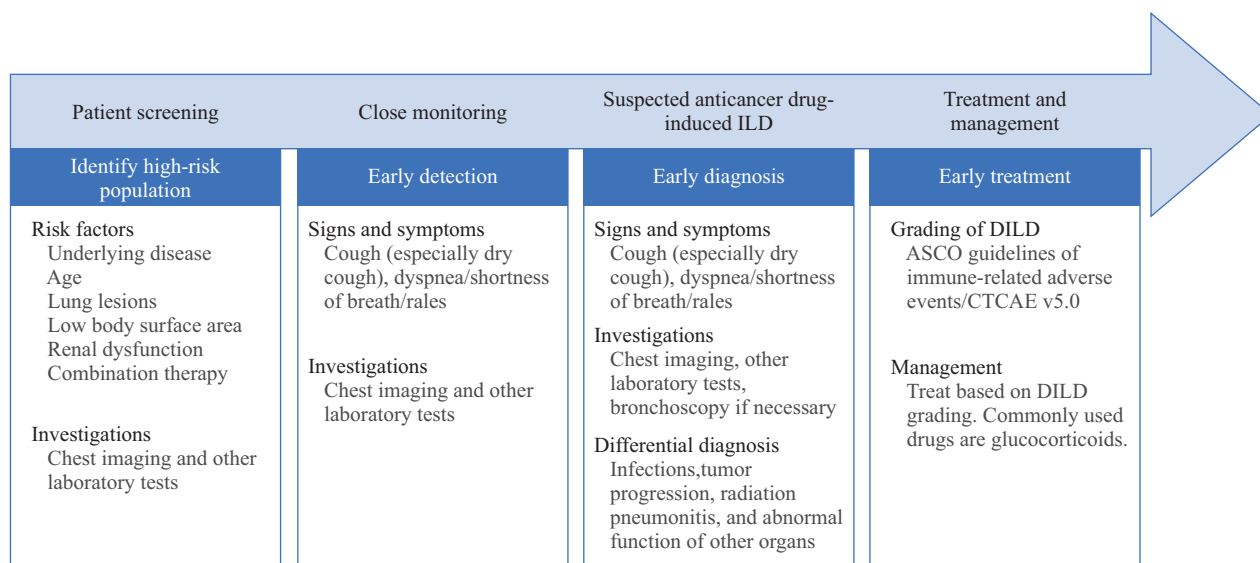 Patient screening
Close monitoring
Suspected anticancer drug-
induced ILD
Treatment and
management
Identify high-risk
population
Early detection
Early diagnosis
Early treatment
Risk factors
Underlying disease
Age
Lung lesions
Low body surface area
Renal dysfunction
Combination therapy
Investigations
Chest imaging and other
laboratory tests
Signs and symptoms
Cough (especially dry
cough), dyspnea/shortness
of breath/rales
Investigations
Chest imaging and other
laboratory tests
Signs and symptoms
Cough (especially dry
cough), dyspnea/shortness
of breath/rales
Investigations
Chest imaging, other
laboratory tests,
bronchoscopy if necessary
Differential diagnosis
Infections,tumor
progression, radiation
pneumonitis, and abnormal
function of other organs
Grading of DILD
ASCO guidelines of
immune-related adverse
events/CTCAE v5.0
Management
Treat based on DILD
grading. Commonly used
drugs are glucocorticoids.